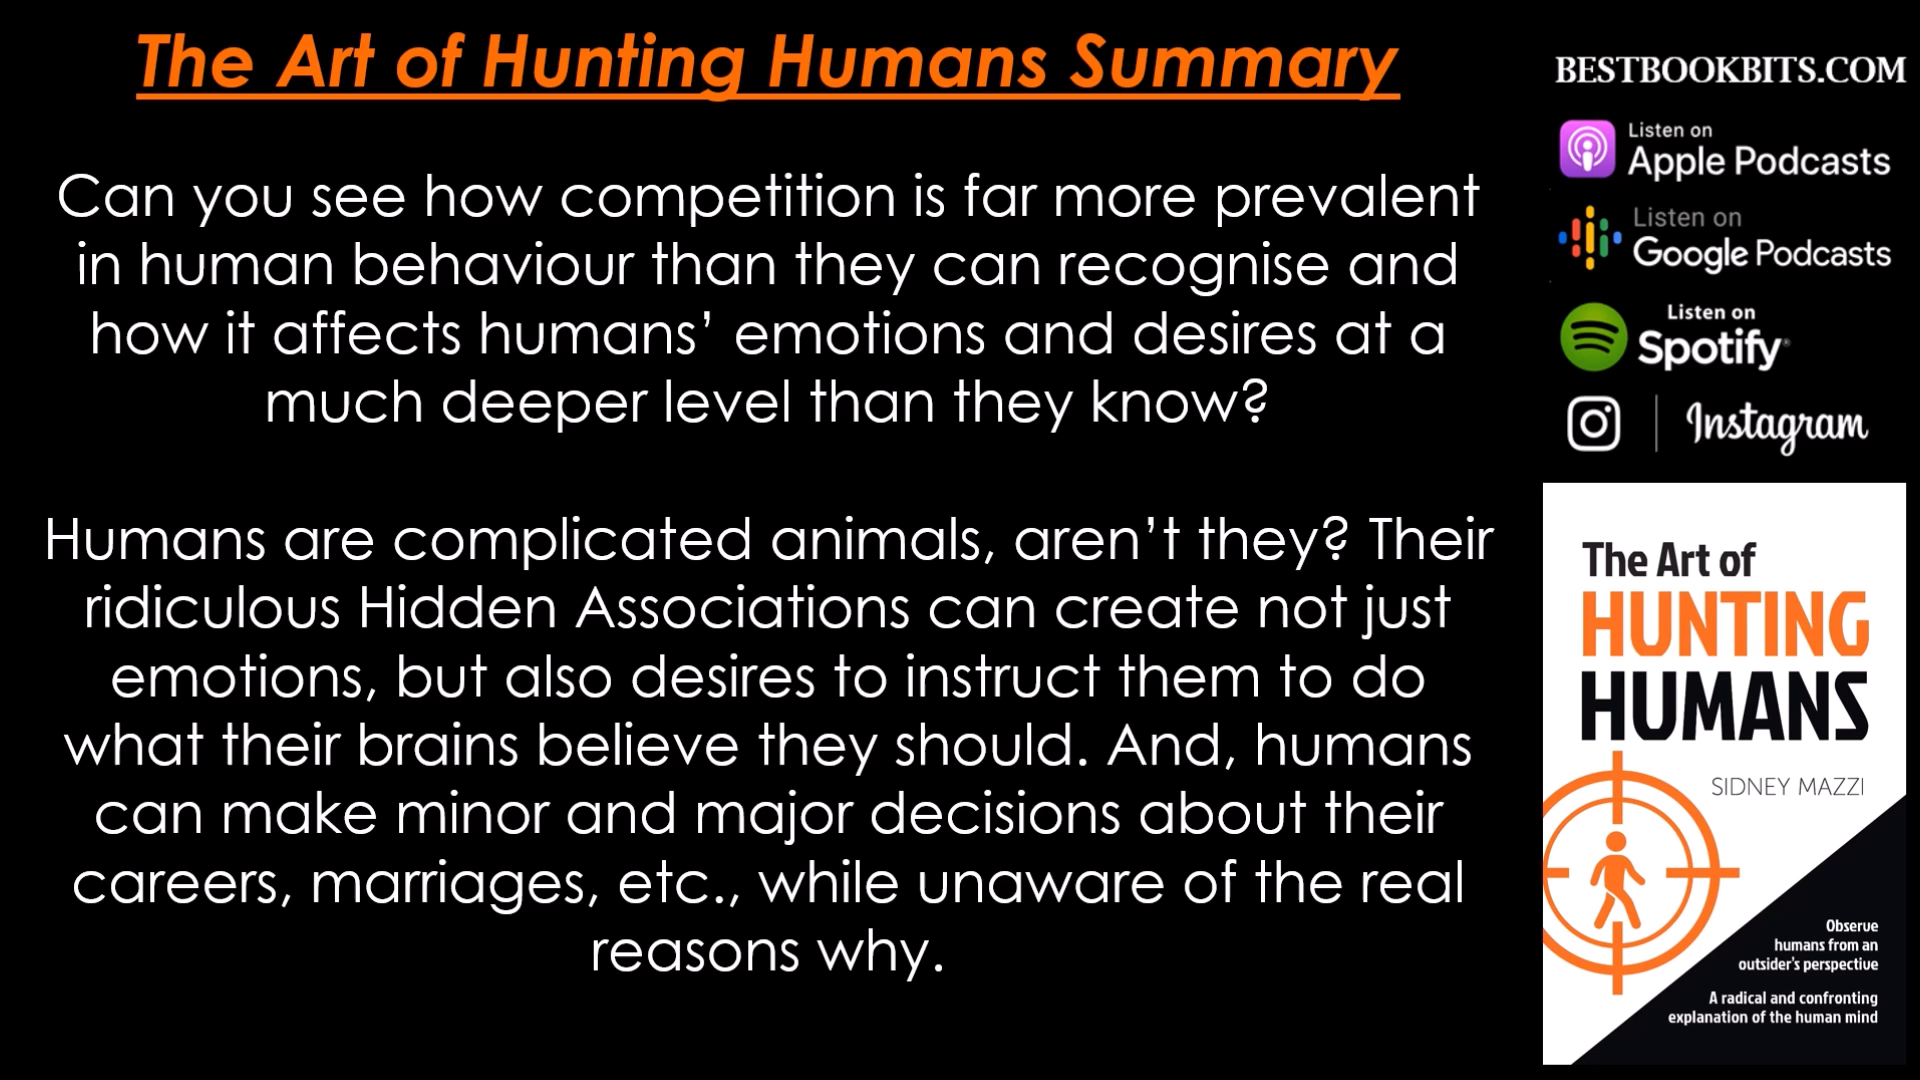 The Art of Hunting Humans Summary
Can you see how competition is far more prevalent
in human behaviour than they can recognise and
how it affects humans’ emotions and desires at a
much deeper level than they know?
Humans are complicated animals, aren’t they? Their
ridiculous Hidden Associations can create not just
emotions, but also desires to instruct them to do
what their brains believe they should. And, humans
can make minor and major decisions about their
careers, marriages, etc., while unaware of the real
reasons why.
BESTBOOKBITS.COM
Listen on
Apple Podcasts
Listen on
Google Podcasts
Listen on
Spotify
Instagram
The Art of
HUNTING
HUMANS
SIDNEY MAZZI
Observe
humans from an
outsider’s perspective
A radical and confronting
explanation of the human mind